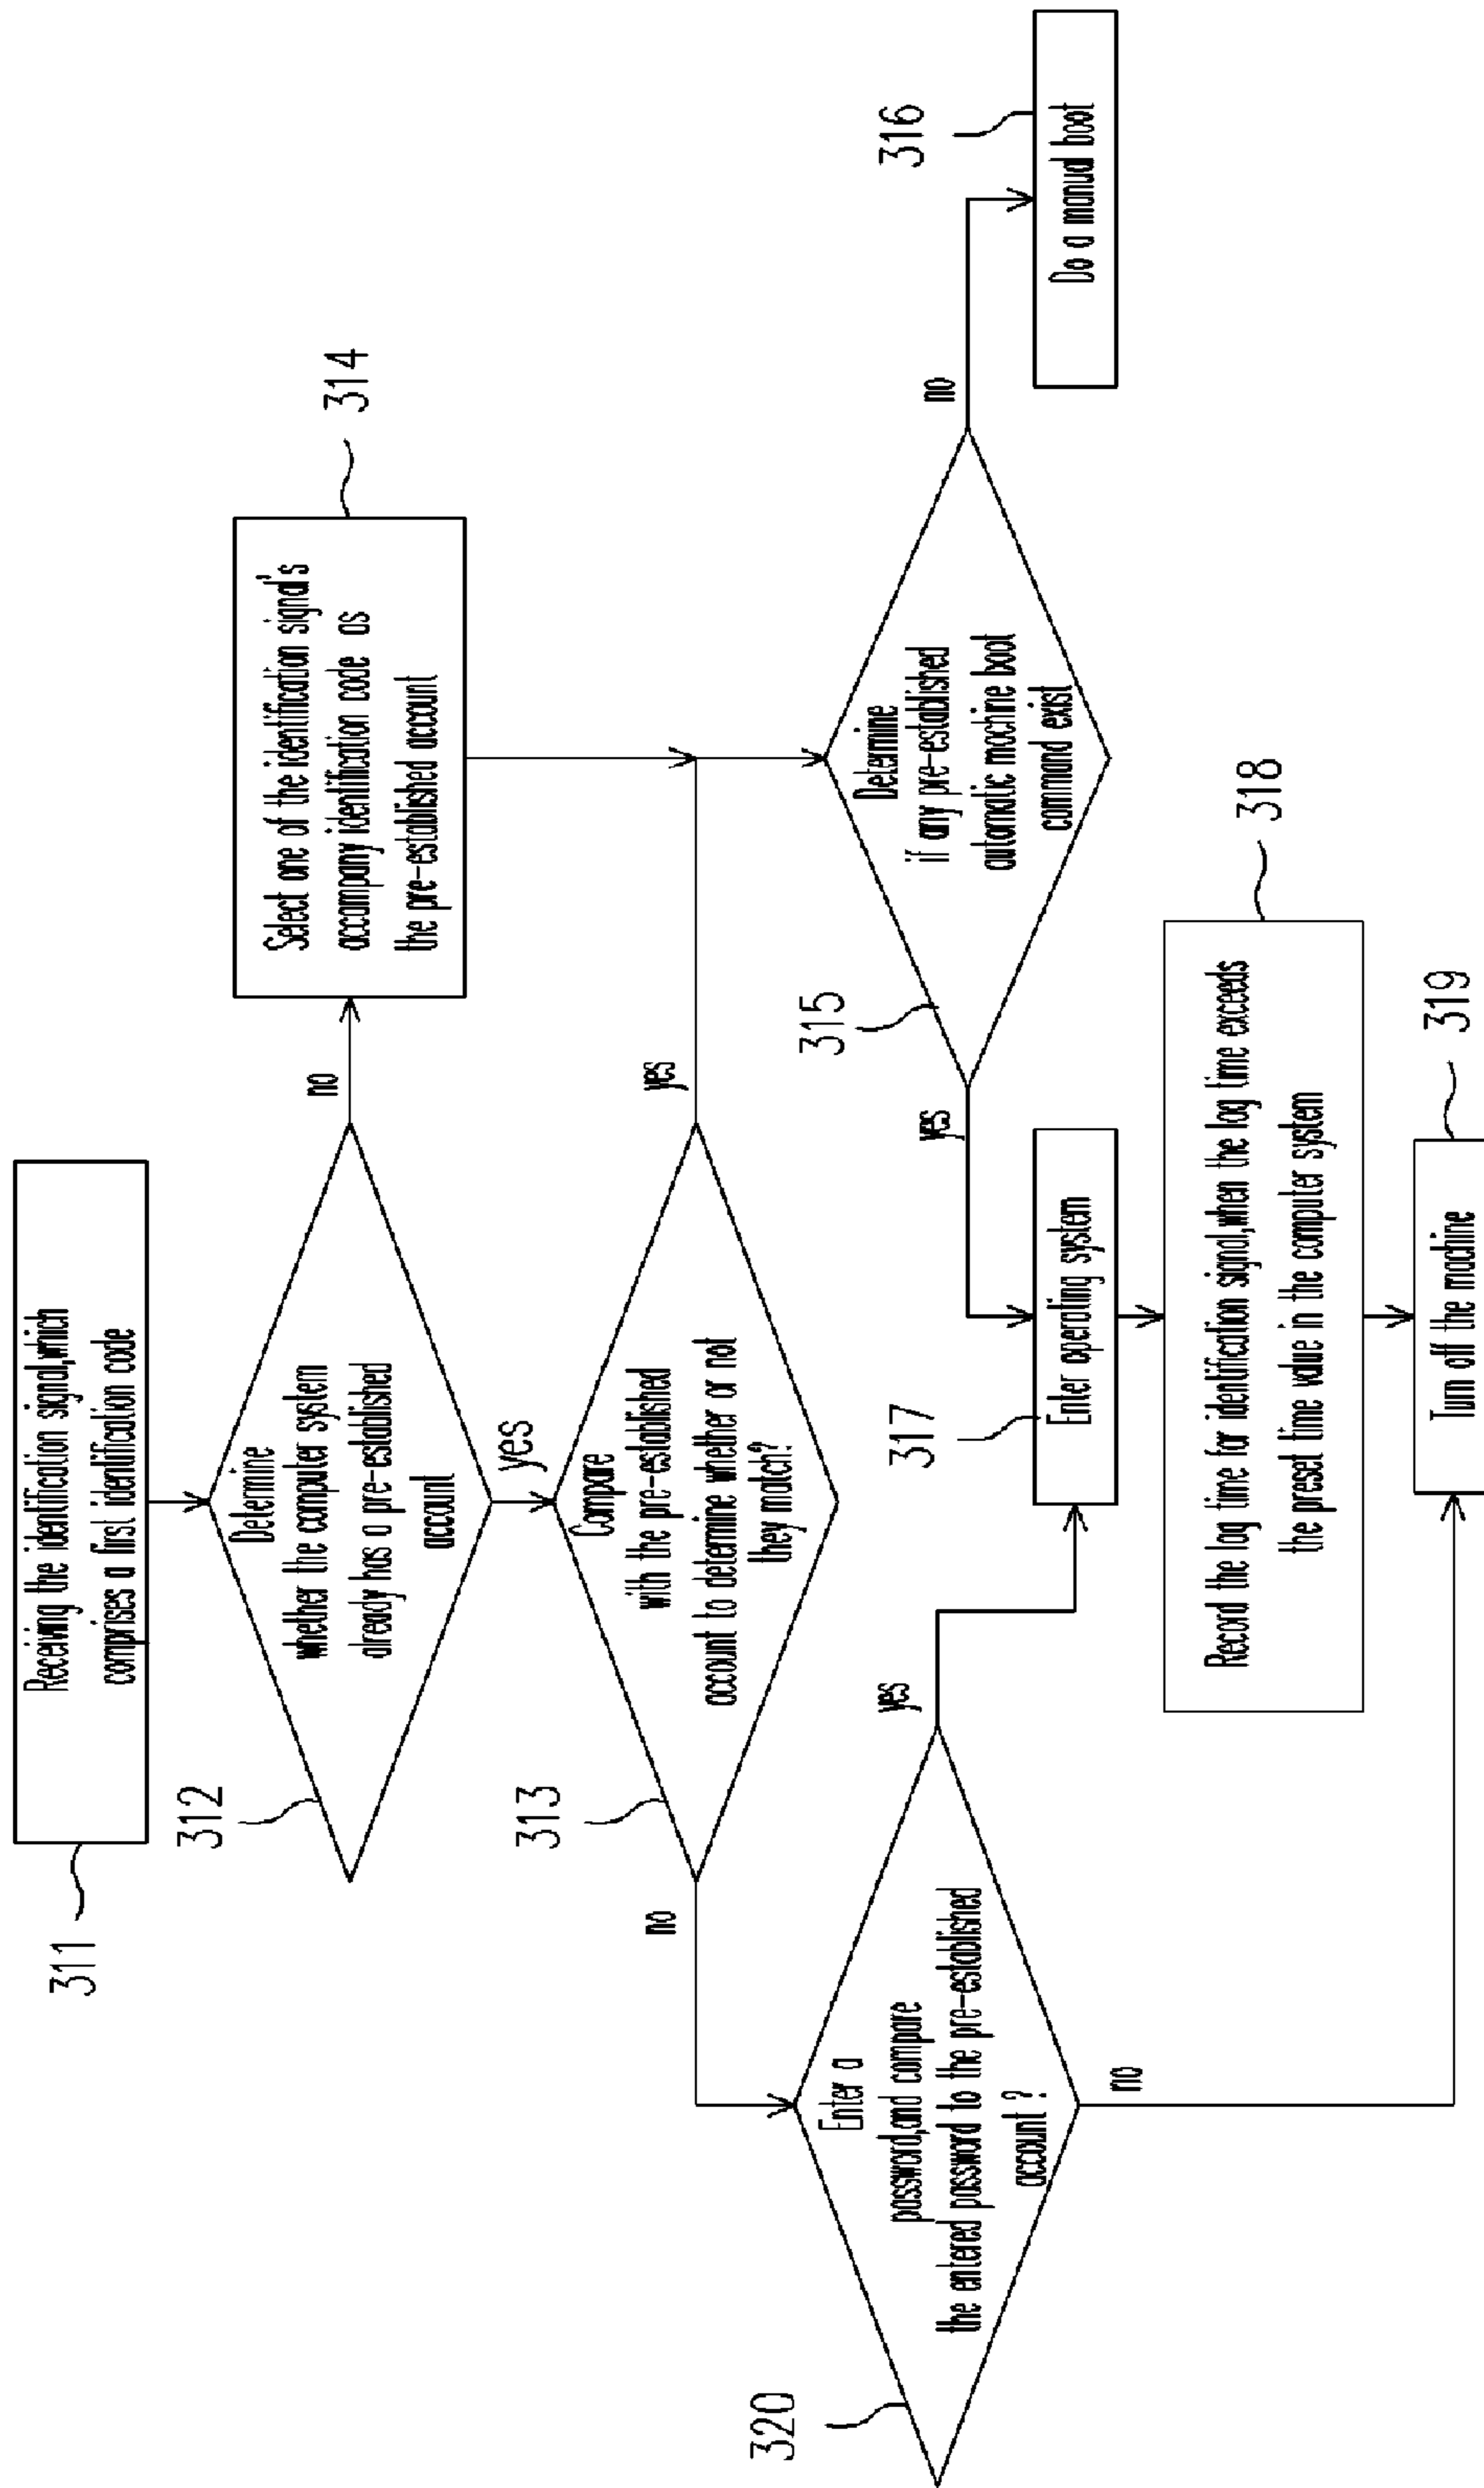 311
Receiving the identification signal,which
comprises a first identification code
312
Determine
whether the computer system
already has a pre-established
account
no
yes
314
Select one of the identification signal's
accompany identification code as
the pre-established account
313
Compare
with the pre-established
account to determine whether or not
they match?
no
yes
320
Enter a
password,and compare
the entered password to the pre-established
account ?
yes
no
315
Determine
if any pre-established
automatic machine boot
command exist
yes
no
316
Do a manual boot
317
Enter operating system
318
Record the lag time for identification signal,when the lag time exceeds
the preset time value in the computer system
319
Turn off the machine